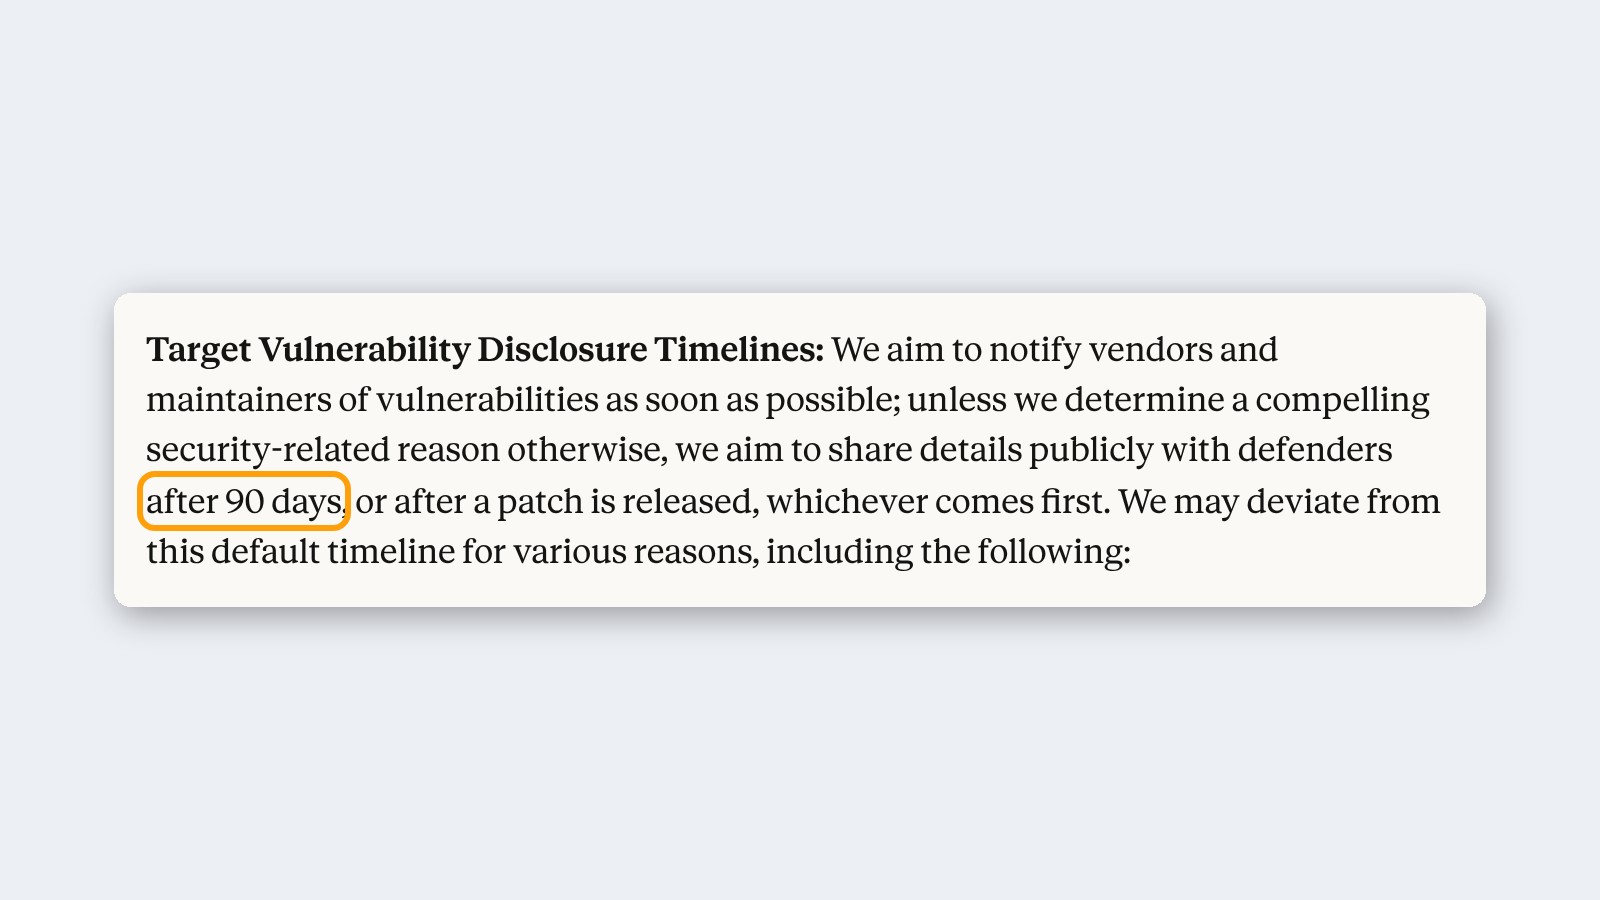 Target Vulnerability Disclosure Timelines: We aim to notify vendors and
maintainers of vulnerabilities as soon as possible; unless we determine a compelling
security-related reason otherwise, we aim to share details publicly with defenders
after 90 days, or after a patch is released, whichever comes first. We may deviate from
this default timeline for various reasons, including the following: